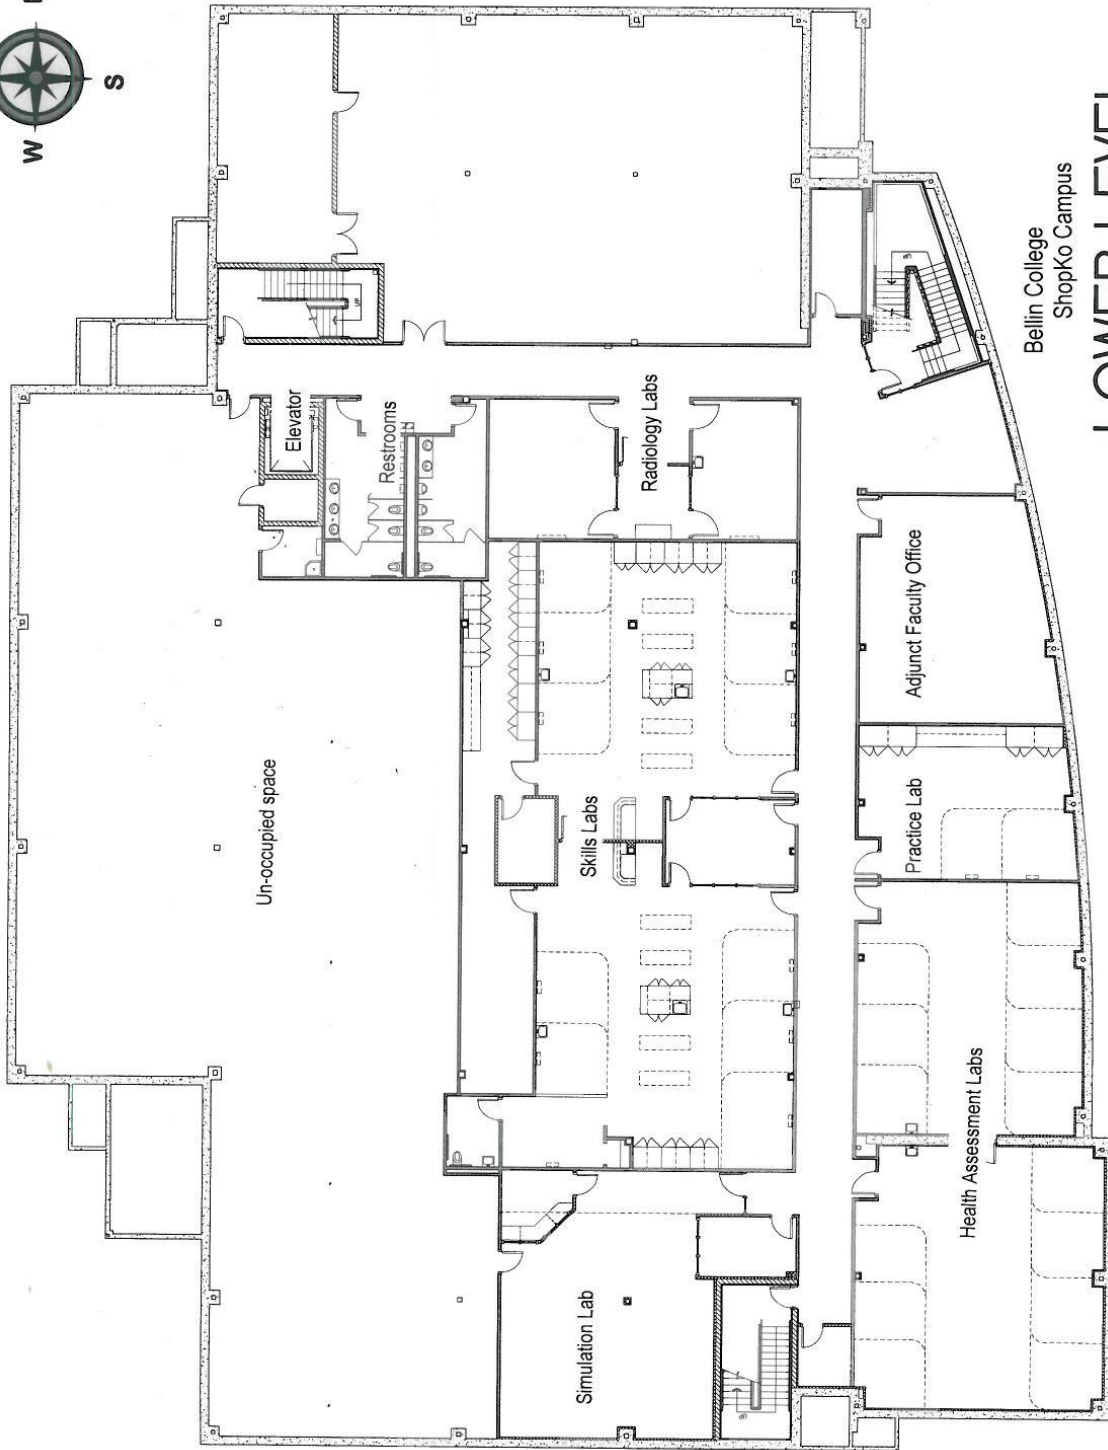 W
S
Bellin College
ShopKo Campus
LOWER LEVEL
Elevator
Restrooms
Radiology Labs
Un-occupied space
Skills Labs
Adjunct Faculty Office
Practice Lab
Health Assessment Labs
Simulation Lab
UP